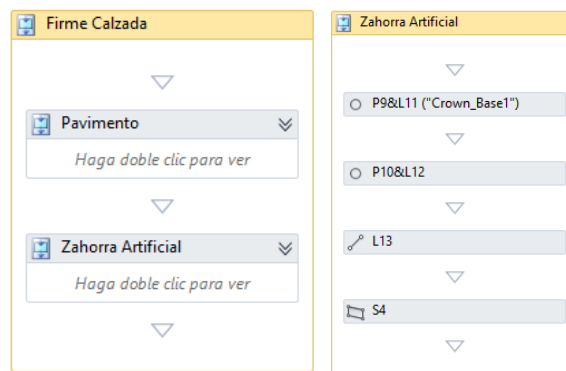 Firme Calzada
Pavimento
Haga doble clic para ver
Zahorra Artificial
Haga doble clic para ver
Zahorra Artificial
P9&L11 ("Crown_Base1")
P10&L12
L13
S4